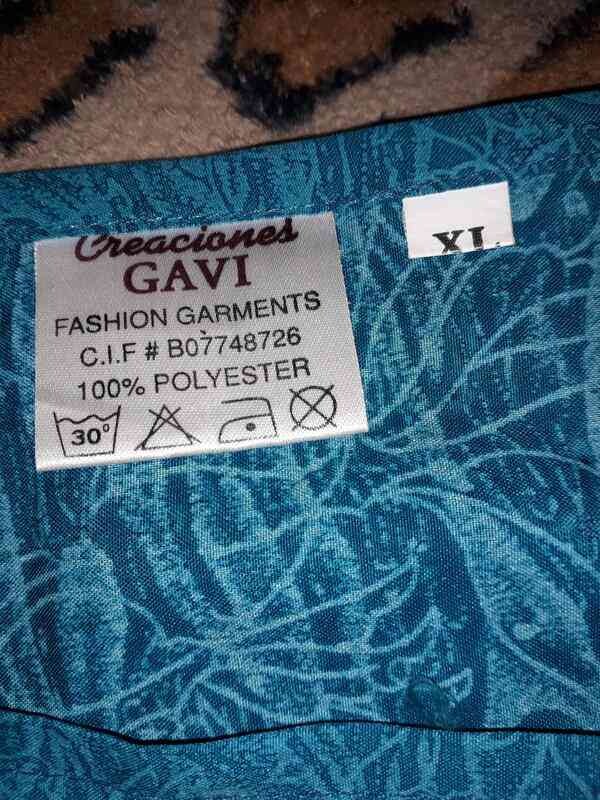 Creaciones
GAVI
FASHION GARMENTS
C.I.F # B07748726
100% POLYESTER
30°
XL